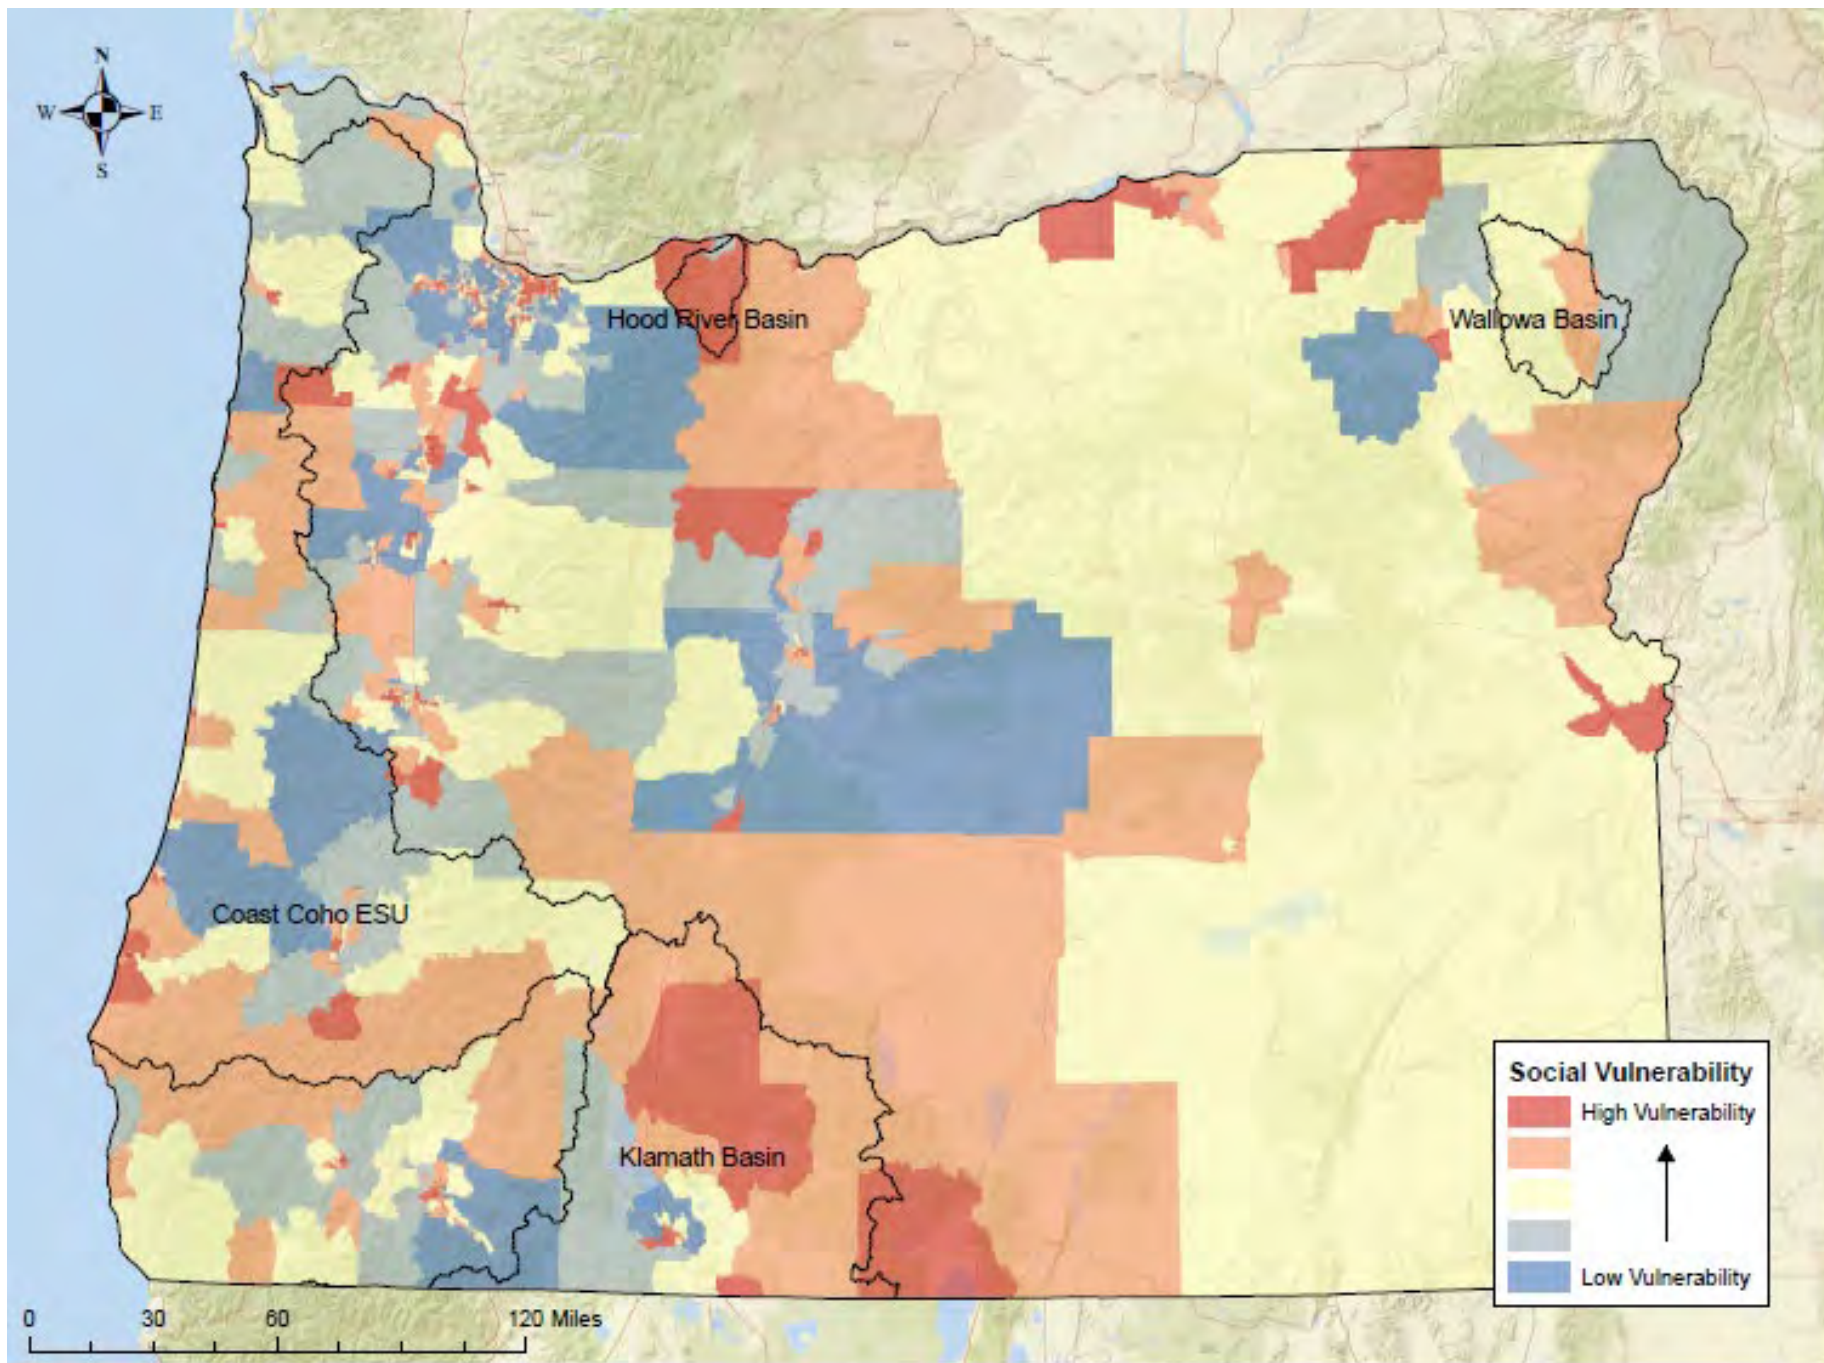 N
W E
S
Hood River Basin
Wallowa Basin
Coast Coho ESU
Klamath Basin
Social Vulnerability
High Vulnerability
Low Vulnerability
0 30 60 120 Miles